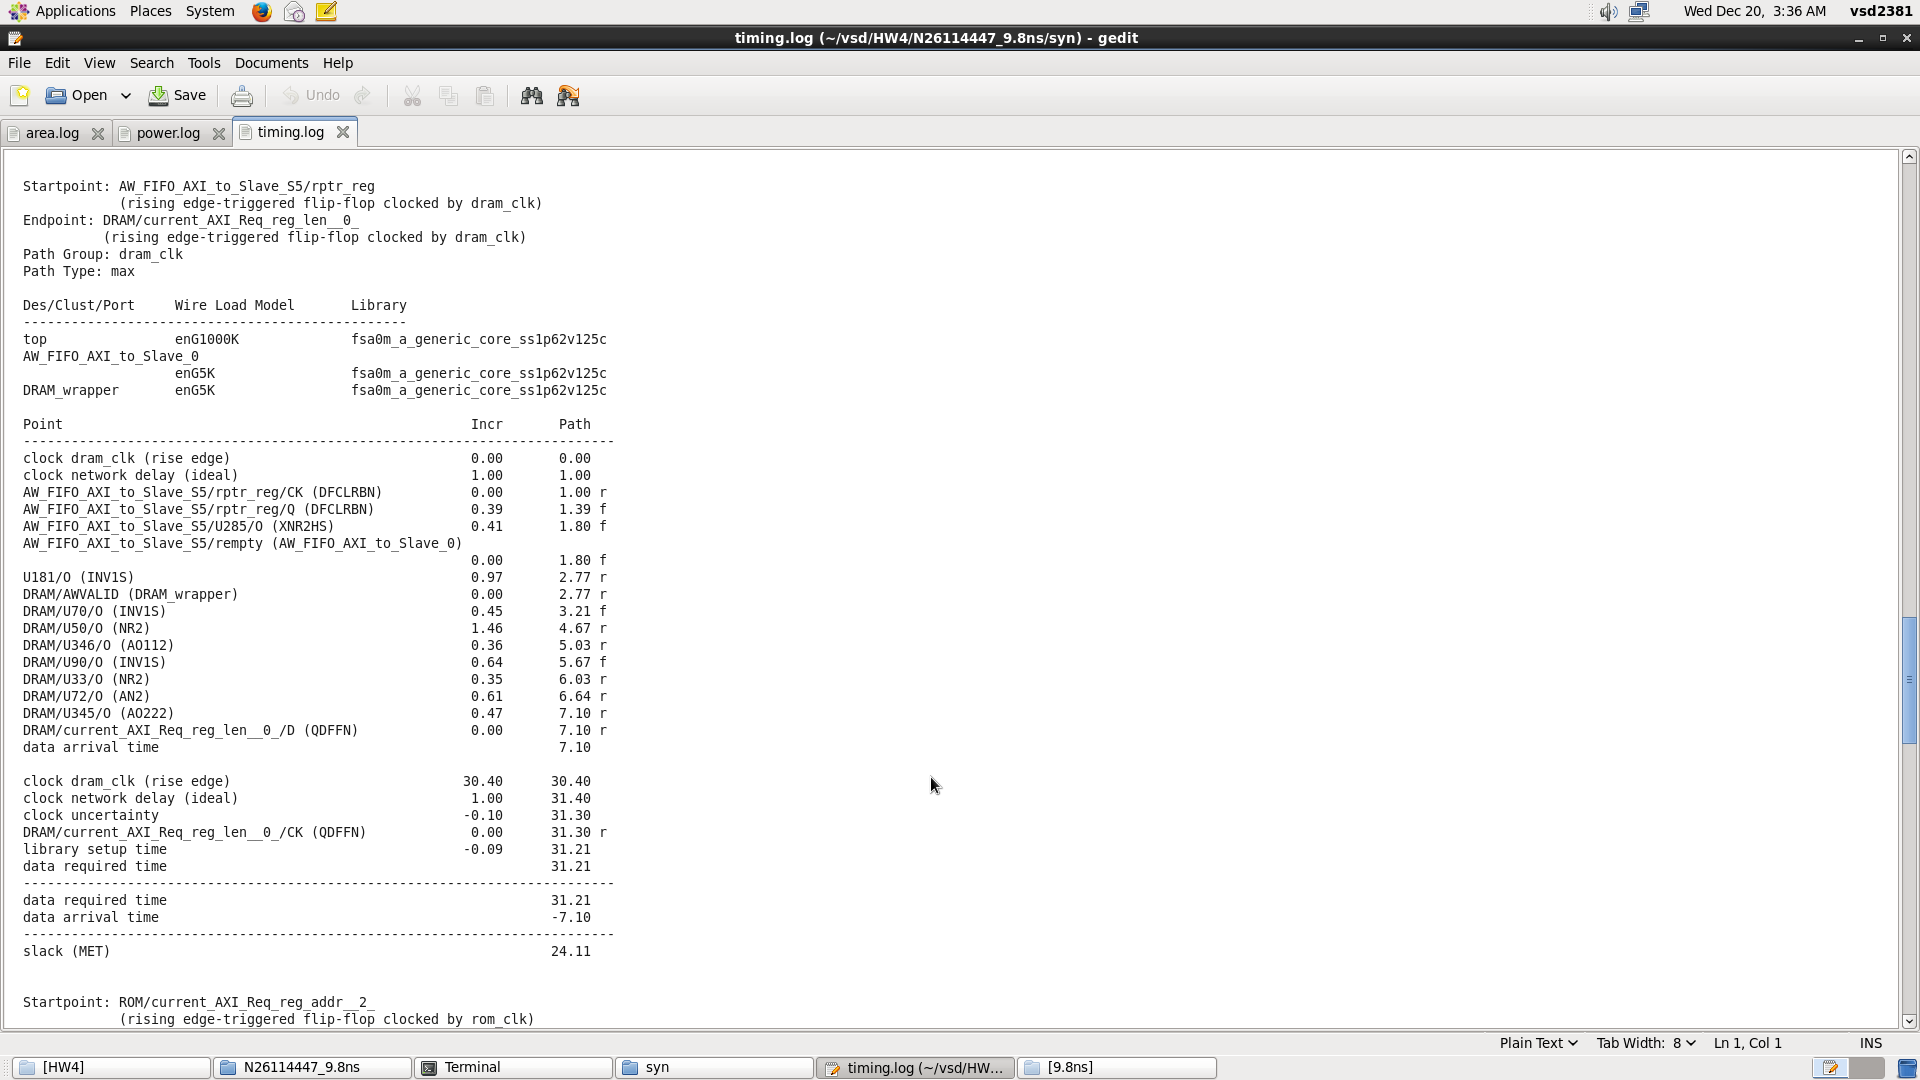 Applications Places System Wed Dec 20, 3:36 AM vsd2381
timing.log (~/vsd/HW4/N26114447_9.8ns/syn) - gedit
File Edit View Search Tools Documents Help
Open Save Undo
area.log power.log timing.log
Startpoint: AW_FIFO_AXI_to_Slave_S5/rptr_reg
(rising edge-triggered flip-flop clocked by dram_clk)
Endpoint: DRAM/current_AXI_Req_reg_len__0_
(rising edge-triggered flip-flop clocked by dram_clk)
Path Group: dram_clk
Path Type: max
Des/Clust/Port Wire Load Model Library
------------------------------------------------
top enG1000K fsa0m_a_generic_core_ss1p62v125c
AW_FIFO_AXI_to_Slave_0
enG5K fsa0m_a_generic_core_ss1p62v125c
DRAM_wrapper enG5K fsa0m_a_generic_core_ss1p62v125c
Point Incr Path
--------------------------------------------------------------------------
clock dram_clk (rise edge) 0.00 0.00
clock network delay (ideal) 1.00 1.00
AW_FIFO_AXI_to_Slave_S5/rptr_reg/CK (DFCLRBN) 0.00 1.00 r
AW_FIFO_AXI_to_Slave_S5/rptr_reg/Q (DFCLRBN) 0.39 1.39 f
AW_FIFO_AXI_to_Slave_S5/U285/O (XNR2HS) 0.41 1.80 f
AW_FIFO_AXI_to_Slave_S5/rempty (AW_FIFO_AXI_to_Slave_0)
0.00 1.80 f
U181/O (INV1S) 0.97 2.77 r
DRAM/AWVALID (DRAM_wrapper) 0.00 2.77 r
DRAM/U70/O (INV1S) 0.45 3.21 f
DRAM/U50/O (NR2) 1.46 4.67 r
DRAM/U346/O (AO112) 0.36 5.03 r
DRAM/U90/O (INV1S) 0.64 5.67 f
DRAM/U33/O (NR2) 0.35 6.03 r
DRAM/U72/O (AN2) 0.61 6.64 r
DRAM/U345/O (AO222) 0.47 7.10 r
DRAM/current_AXI_Req_reg_len__0_/D (QDFFN) 0.00 7.10 r
data arrival time 7.10
clock dram_clk (rise edge) 30.40 30.40
clock network delay (ideal) 1.00 31.40
clock uncertainty -0.10 31.30
DRAM/current_AXI_Req_reg_len__0_/CK (QDFFN) 0.00 31.30 r
library setup time -0.09 31.21
data required time 31.21
--------------------------------------------------------------------------
data required time 31.21
data arrival time -7.10
--------------------------------------------------------------------------
slack (MET) 24.11
Startpoint: ROM/current_AXI_Req_reg_addr__2_
(rising edge-triggered flip-flop clocked by rom_clk)
Plain Text Tab Width: 8 Ln 1, Col 1 INS
[HW4] N26114447_9.8ns Terminal syn timing.log (~/vsd/HW... [9.8ns]